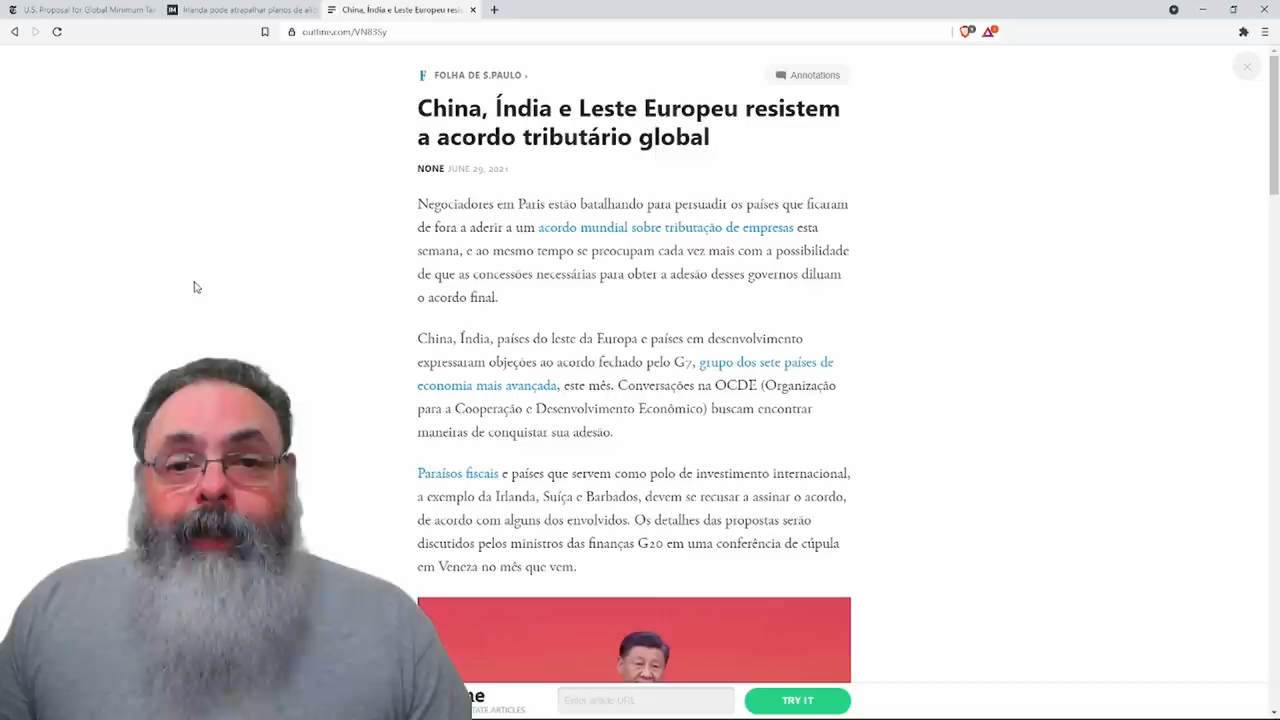 U.S. Proposal for Global Minimum Tax
Irlanda pode atrapalhar planos de
China, Índia e Leste Europeu resis
outline.com/VN83Sy
FOLHA DE S.PAULO ›
Annotations
China, Índia e Leste Europeu resistem
a acordo tributário global
NONE JUNE 29, 2021
Negociadores em Paris estão batalhando para persuadir os países que ficaram
de fora a aderir a um acordo mundial sobre tributação de empresas esta
semana, e ao mesmo tempo se preocupam cada vez mais com a possibilidade
de que as concessões necessárias para obter a adesão desses governos diluam
o acordo final.
China, Índia, países do leste da Europa e países em desenvolvimento
expressaram objeções ao acordo fechado pelo G7, grupo dos sete países de
economia mais avançada, este mês. Conversações na OCDE (Organização
para a Cooperação e Desenvolvimento Econômico) buscam encontrar
maneiras de conquistar sua adesão.
Paraísos fiscais e países que servem como polo de investimento internacional,
a exemplo da Irlanda, Suíça e Barbados, devem se recusar a assinar o acordo,
de acordo com alguns dos envolvidos. Os detalhes das propostas serão
discutidos pelos ministros das finanças G20 em uma conferência de cúpula
em Veneza no mês que vem.
ne
TATE ARTICLES.
Enter article URL
TRY IT